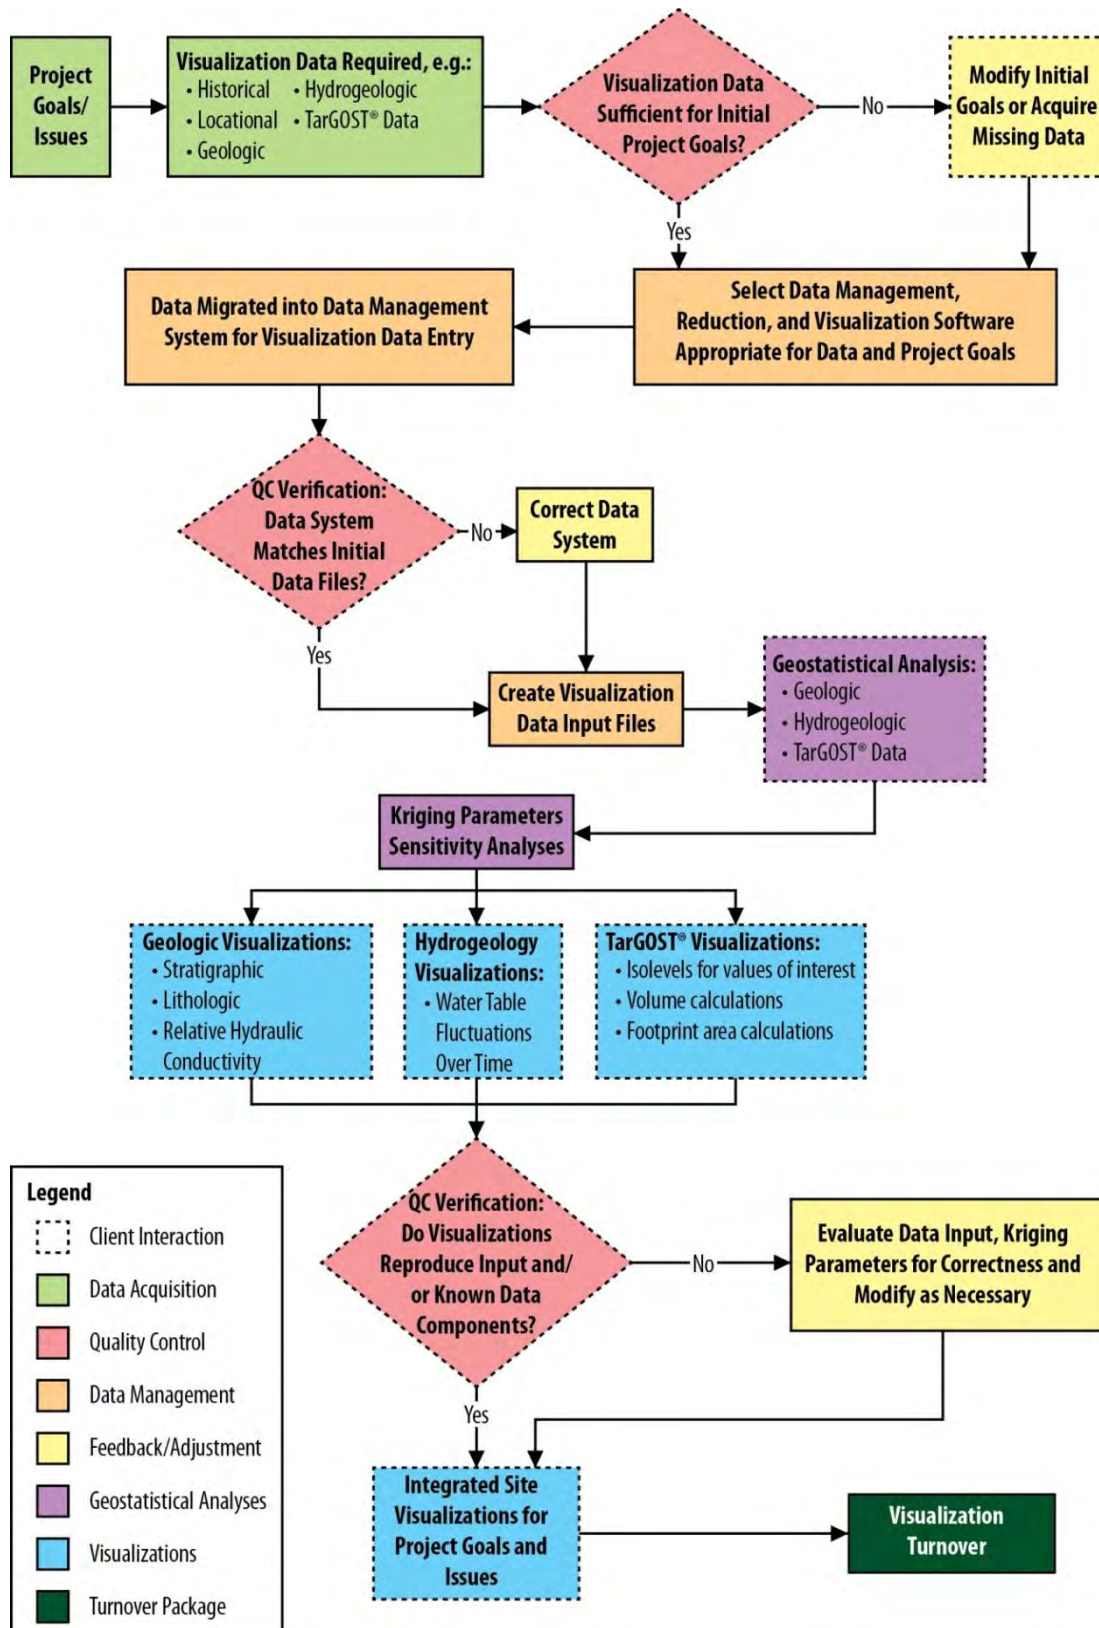 Project
Goals/
Issues
Visualization Data Required, e.g.:
• Historical • Hydrogeologic
• Locational • TarGOST® Data
• Geologic
Visualization Data
Sufficient for Initial
Project Goals?
No
Modify Initial
Goals or Acquire
Missing Data
Yes
Data Migrated into Data Management
System for Visualization Data Entry
Select Data Management,
Reduction, and Visualization Software
Appropriate for Data and Project Goals
QC Verification:
Data System
Matches Initial
Data Files?
No
Correct Data
System
Yes
Create Visualization
Data Input Files
Geostatistical Analysis:
• Geologic
• Hydrogeologic
• TarGOST® Data
Kriging Parameters
Sensitivity Analyses
Geologic Visualizations:
• Stratigraphic
• Lithologic
• Relative Hydraulic
Conductivity
Hydrogeology
Visualizations:
• Water Table
Fluctuations
Over Time
TarGOST® Visualizations:
• Isolevels for values of interest
• Volume calculations
• Footprint area calculations
QC Verification:
Do Visualizations
Reproduce Input and/
or Known Data
Components?
No
Evaluate Data Input, Kriging
Parameters for Correctness and
Modify as Necessary
Yes
Integrated Site
Visualizations for
Project Goals and
Issues
Visualization
Turnover
Legend
Client Interaction
Data Acquisition
Quality Control
Data Management
Feedback/Adjustment
Geostatistical Analyses
Visualizations
Turnover Package